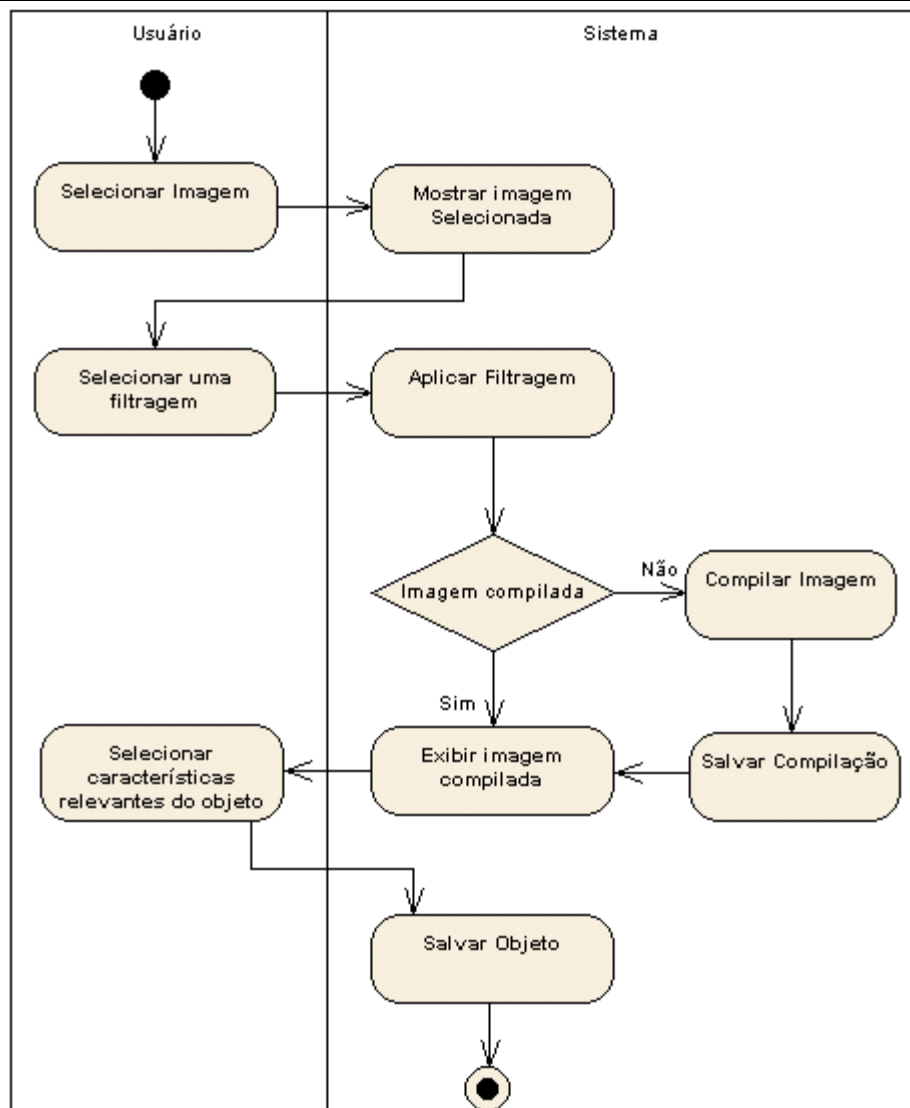 Usuário
Sistema
Selecionar Imagem
Mostrar imagem
Selecionada
Selecionar uma
filtragem
Aplicar Filtragem
Imagem compilada
Não
Compilar Imagem
Sim
Salvar Compilação
Exibir imagem
compilada
Selecionar
características
relevantes do objeto
Salvar Objeto